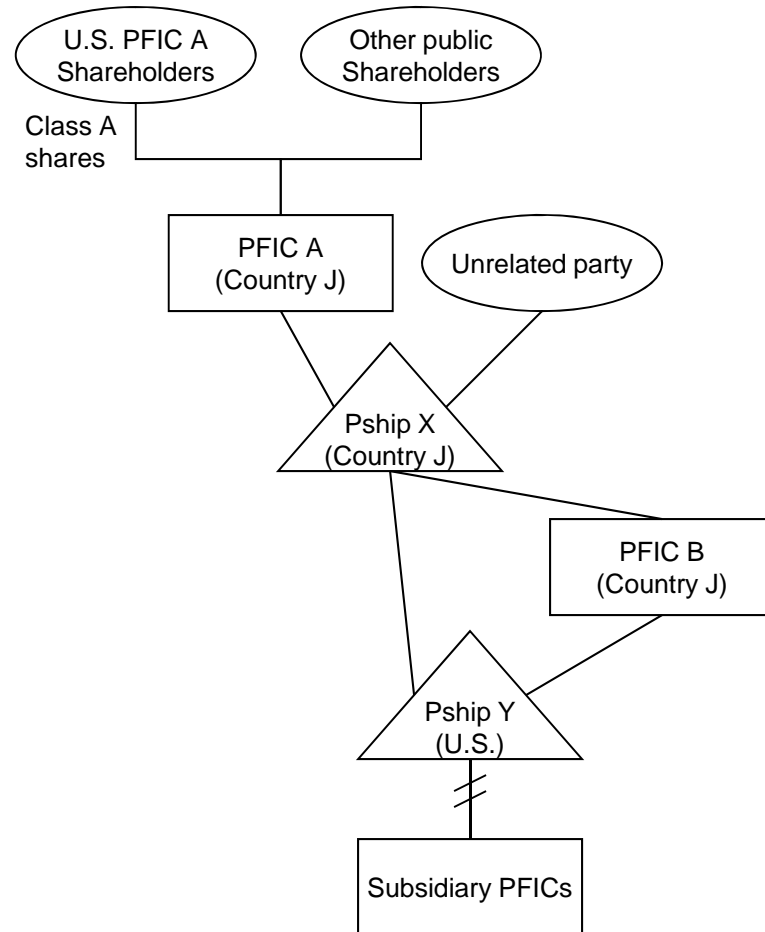 U.S. PFIC A
Shareholders
Other public
Shareholders
Class A
shares
PFIC A
(Country J)
Unrelated party
Pship X
(Country J)
PFIC B
(Country J)
Pship Y
(U.S.)
Subsidiary PFICs